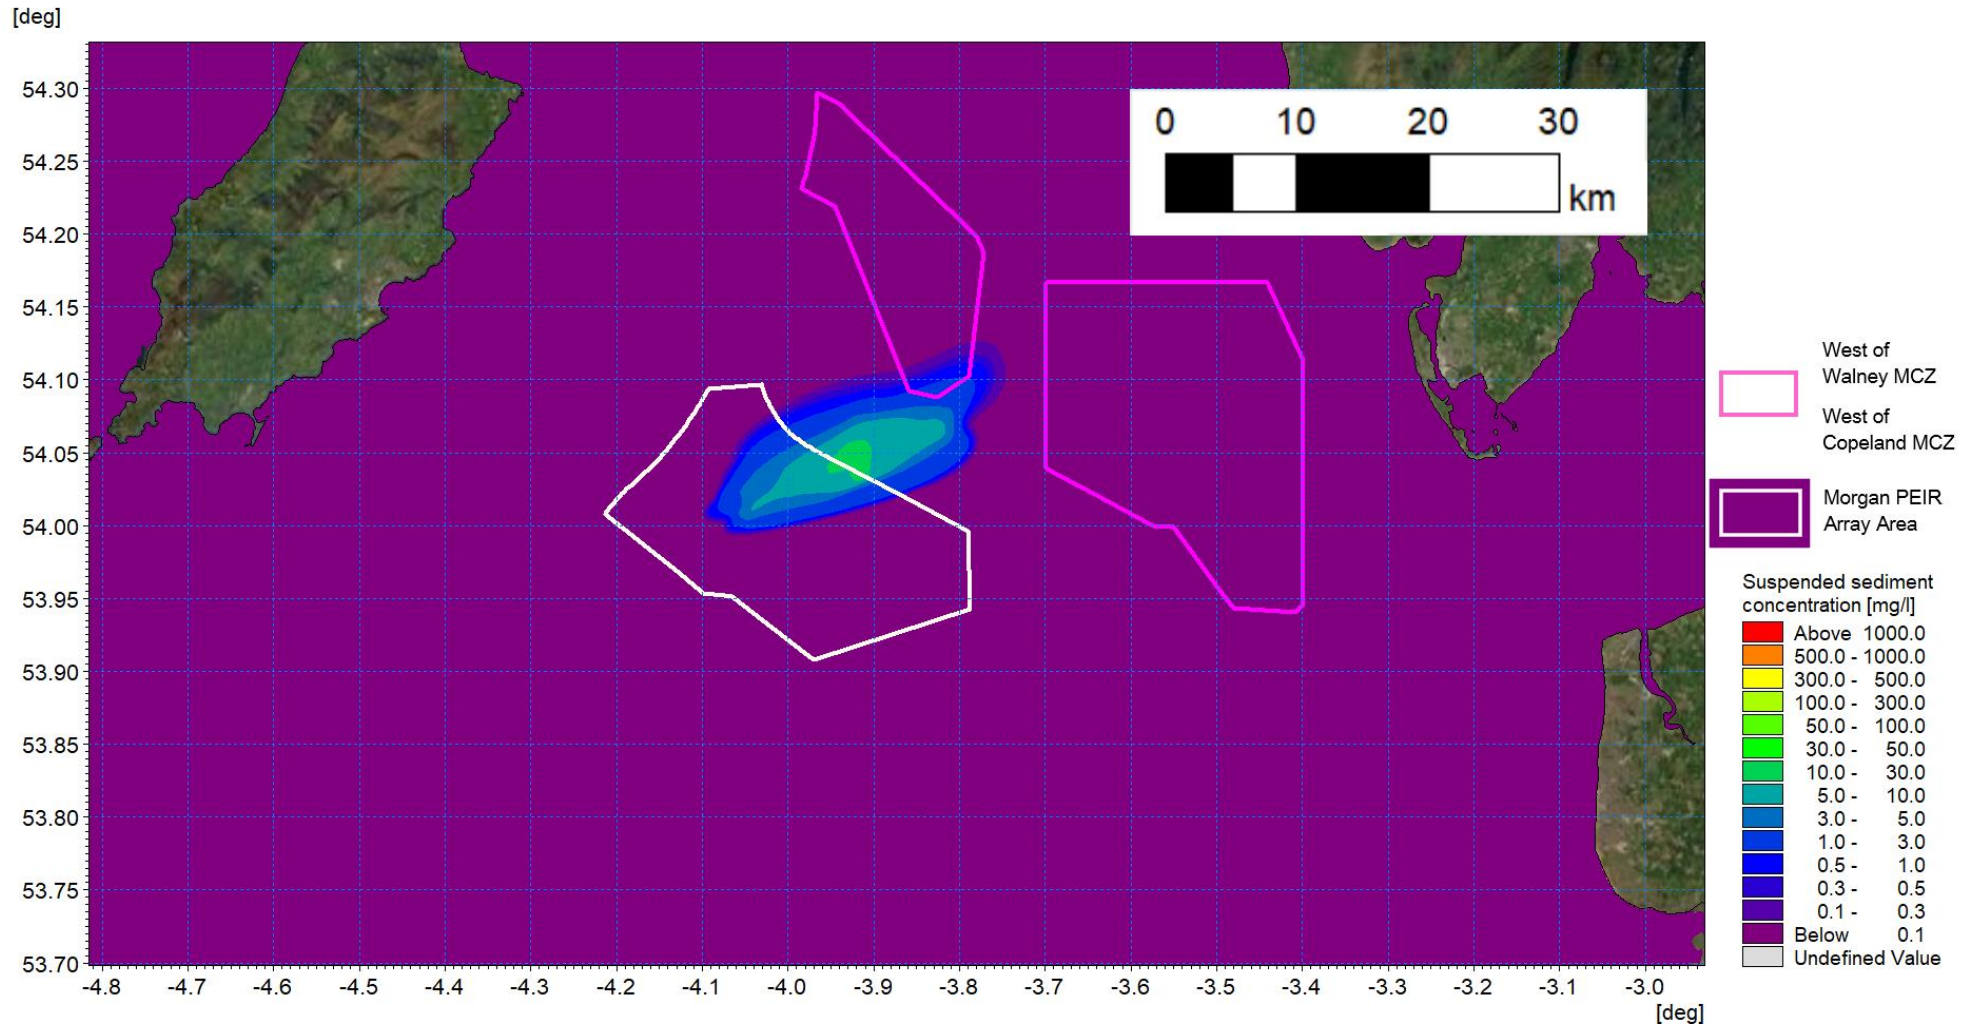 [deg]
54.30
54.25
54.20
54.15
54.10
54.05
54.00
53.95
53.90
53.85
53.80
53.75
53.70
-4.8 -4.7 -4.6 -4.5 -4.4 -4.3 -4.2 -4.1 -4.0 -3.9 -3.8 -3.7 -3.6 -3.5 -3.4 -3.3 -3.2 -3.1 -3.0
[deg]
0 10 20 30
km
West of
Walney MCZ
West of
Copeland MCZ
Morgan PEIR
Array Area
Suspended sediment
concentration [mg/l]
Above 1000.0
500.0 - 1000.0
300.0 - 500.0
100.0 - 300.0
50.0 - 100.0
30.0 - 50.0
10.0 - 30.0
5.0 - 10.0
3.0 - 5.0
1.0 - 3.0
0.5 - 1.0
0.3 - 0.5
0.1 - 0.3
Below 0.1
Undefined Value